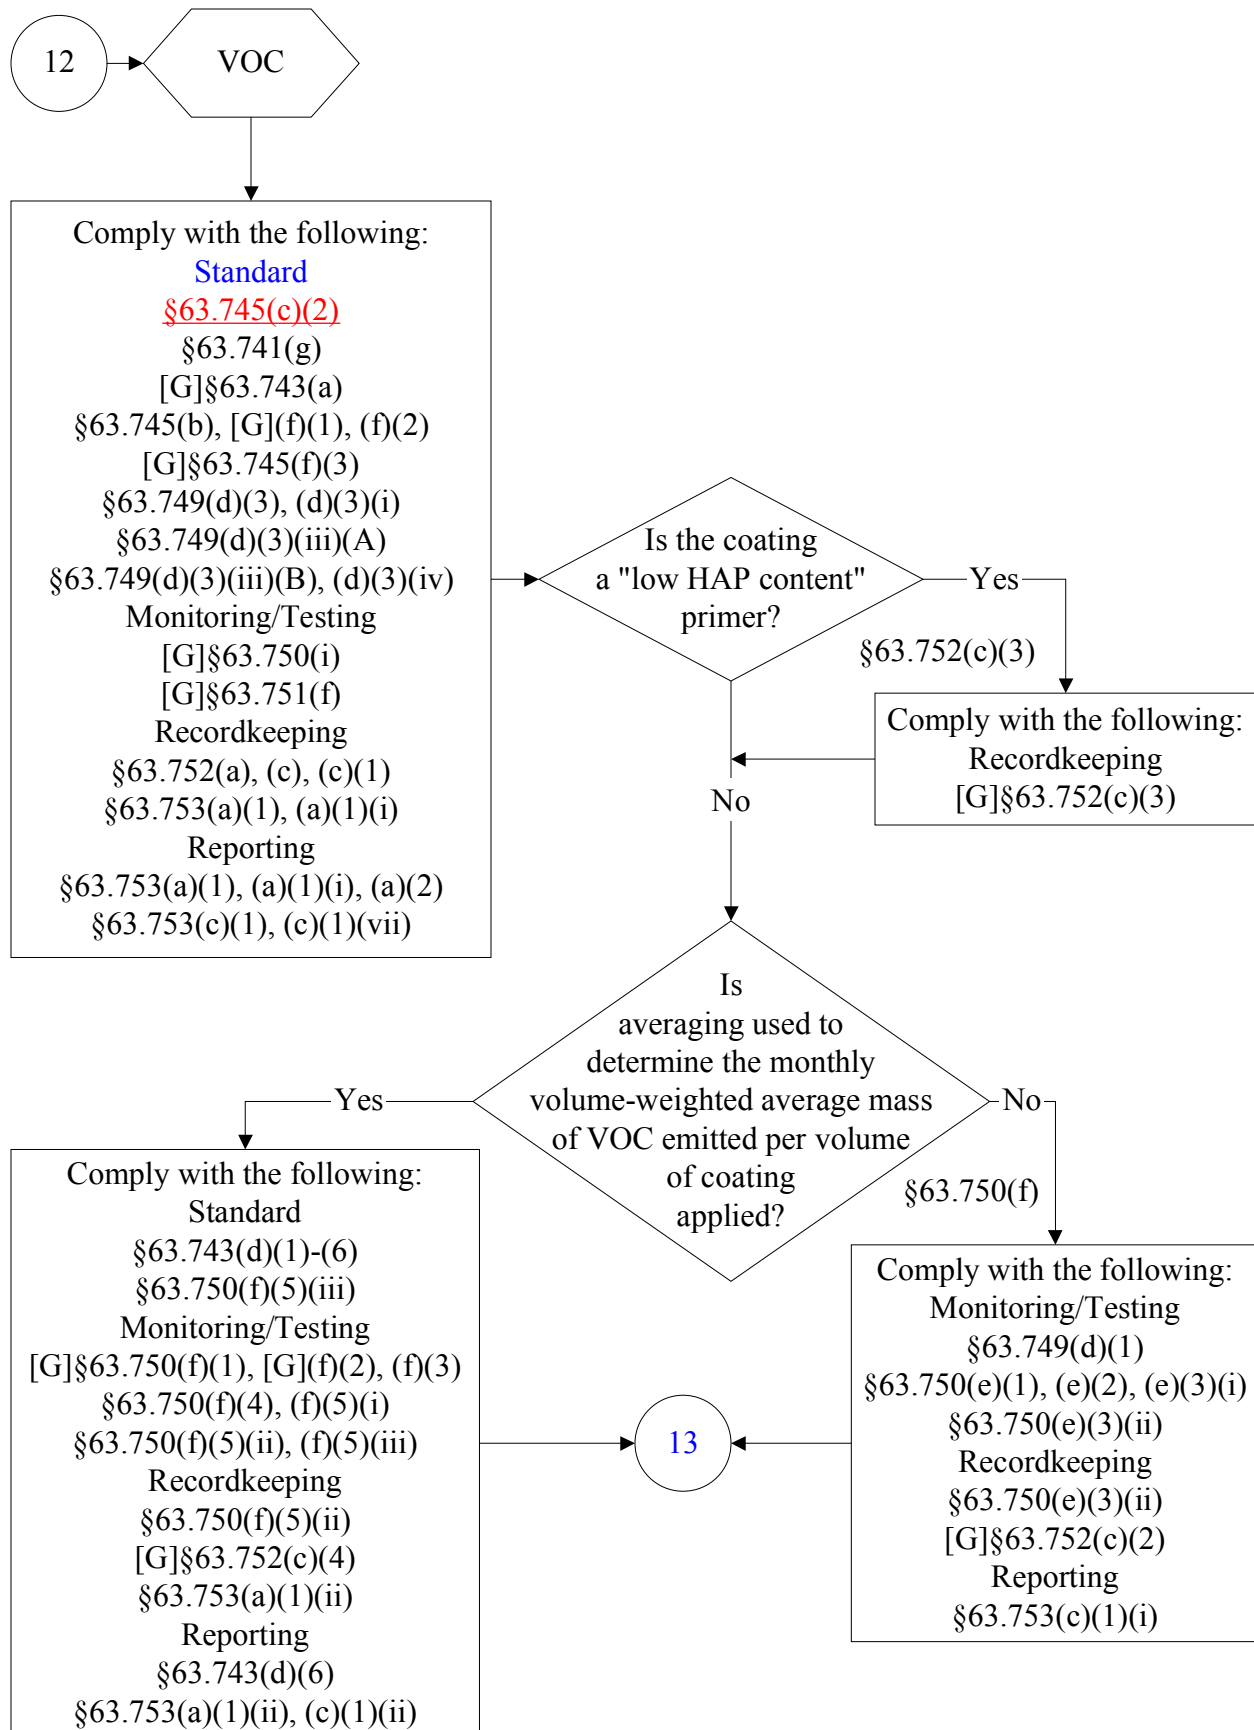 12
VOC
Comply with the following:
Standard
§63.745(c)(2)
§63.741(g)
[G]§63.743(a)
§63.745(b), [G](f)(1), (f)(2)
[G]§63.745(f)(3)
§63.749(d)(3), (d)(3)(i)
§63.749(d)(3)(iii)(A)
§63.749(d)(3)(iii)(B), (d)(3)(iv)
Monitoring/Testing
[G]§63.750(i)
[G]§63.751(f)
Recordkeeping
§63.752(a), (c), (c)(1)
§63.753(a)(1), (a)(1)(i)
Reporting
§63.753(a)(1), (a)(1)(i), (a)(2)
§63.753(c)(1), (c)(1)(vii)
Is the coating
a "low HAP content"
primer?
Yes
§63.752(c)(3)
Comply with the following:
Recordkeeping
[G]§63.752(c)(3)
No
Is
averaging used to
determine the monthly
volume-weighted average mass
of VOC emitted per volume
of coating
applied?
Yes
No
§63.750(f)
Comply with the following:
Standard
§63.743(d)(1)-(6)
§63.750(f)(5)(iii)
Monitoring/Testing
[G]§63.750(f)(1), [G](f)(2), (f)(3)
§63.750(f)(4), (f)(5)(i)
§63.750(f)(5)(ii), (f)(5)(iii)
Recordkeeping
§63.750(f)(5)(ii)
[G]§63.752(c)(4)
§63.753(a)(1)(ii)
Reporting
§63.743(d)(6)
§63.753(a)(1)(ii), (c)(1)(ii)
13
Comply with the following:
Monitoring/Testing
§63.749(d)(1)
§63.750(e)(1), (e)(2), (e)(3)(i)
§63.750(e)(3)(ii)
Recordkeeping
§63.750(e)(3)(ii)
[G]§63.752(c)(2)
Reporting
§63.753(c)(1)(i)